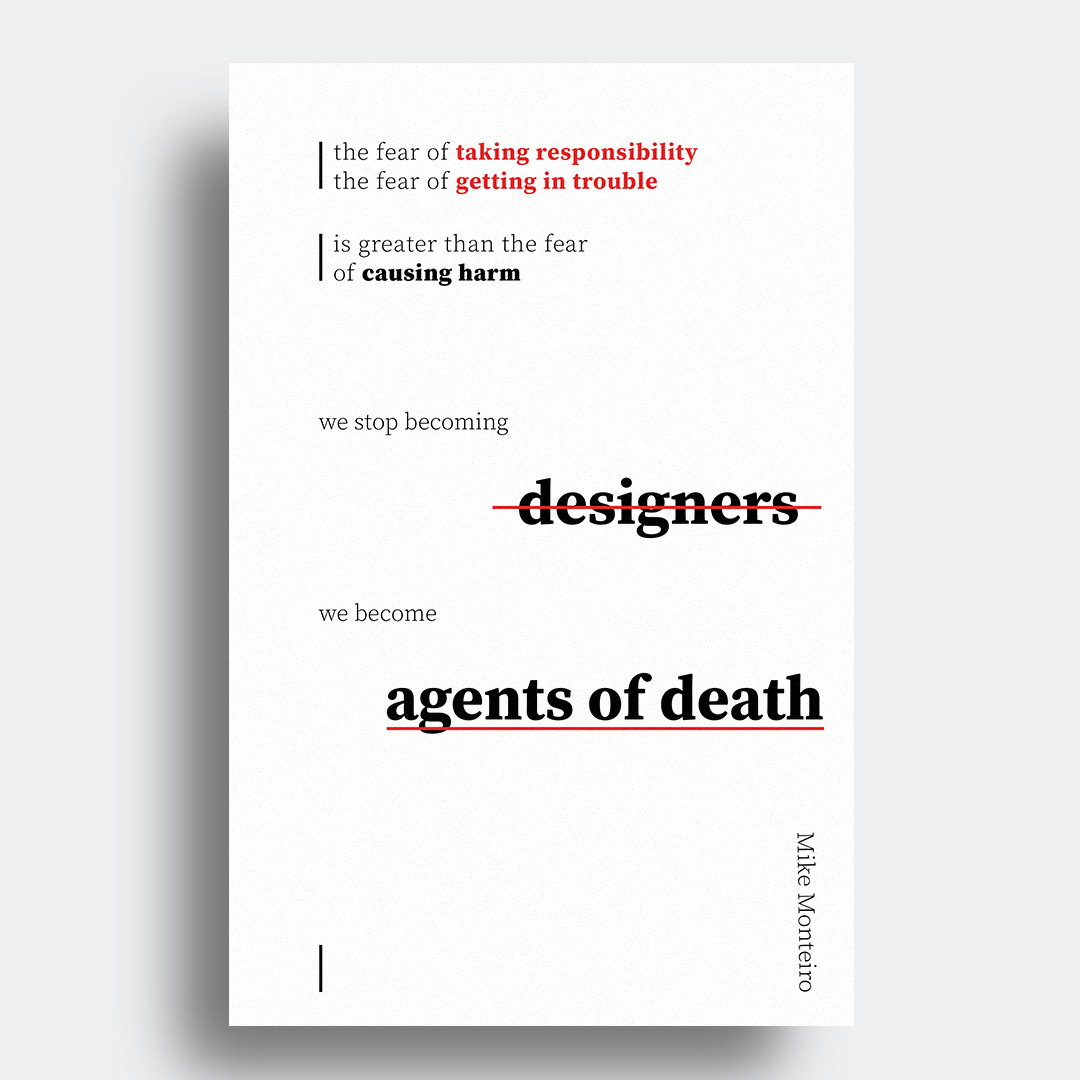 the fear of taking responsibility
the fear of getting in trouble
is greater than the fear
of causing harm
we stop becoming
designers
we become
agents of death
Mike Monteiro